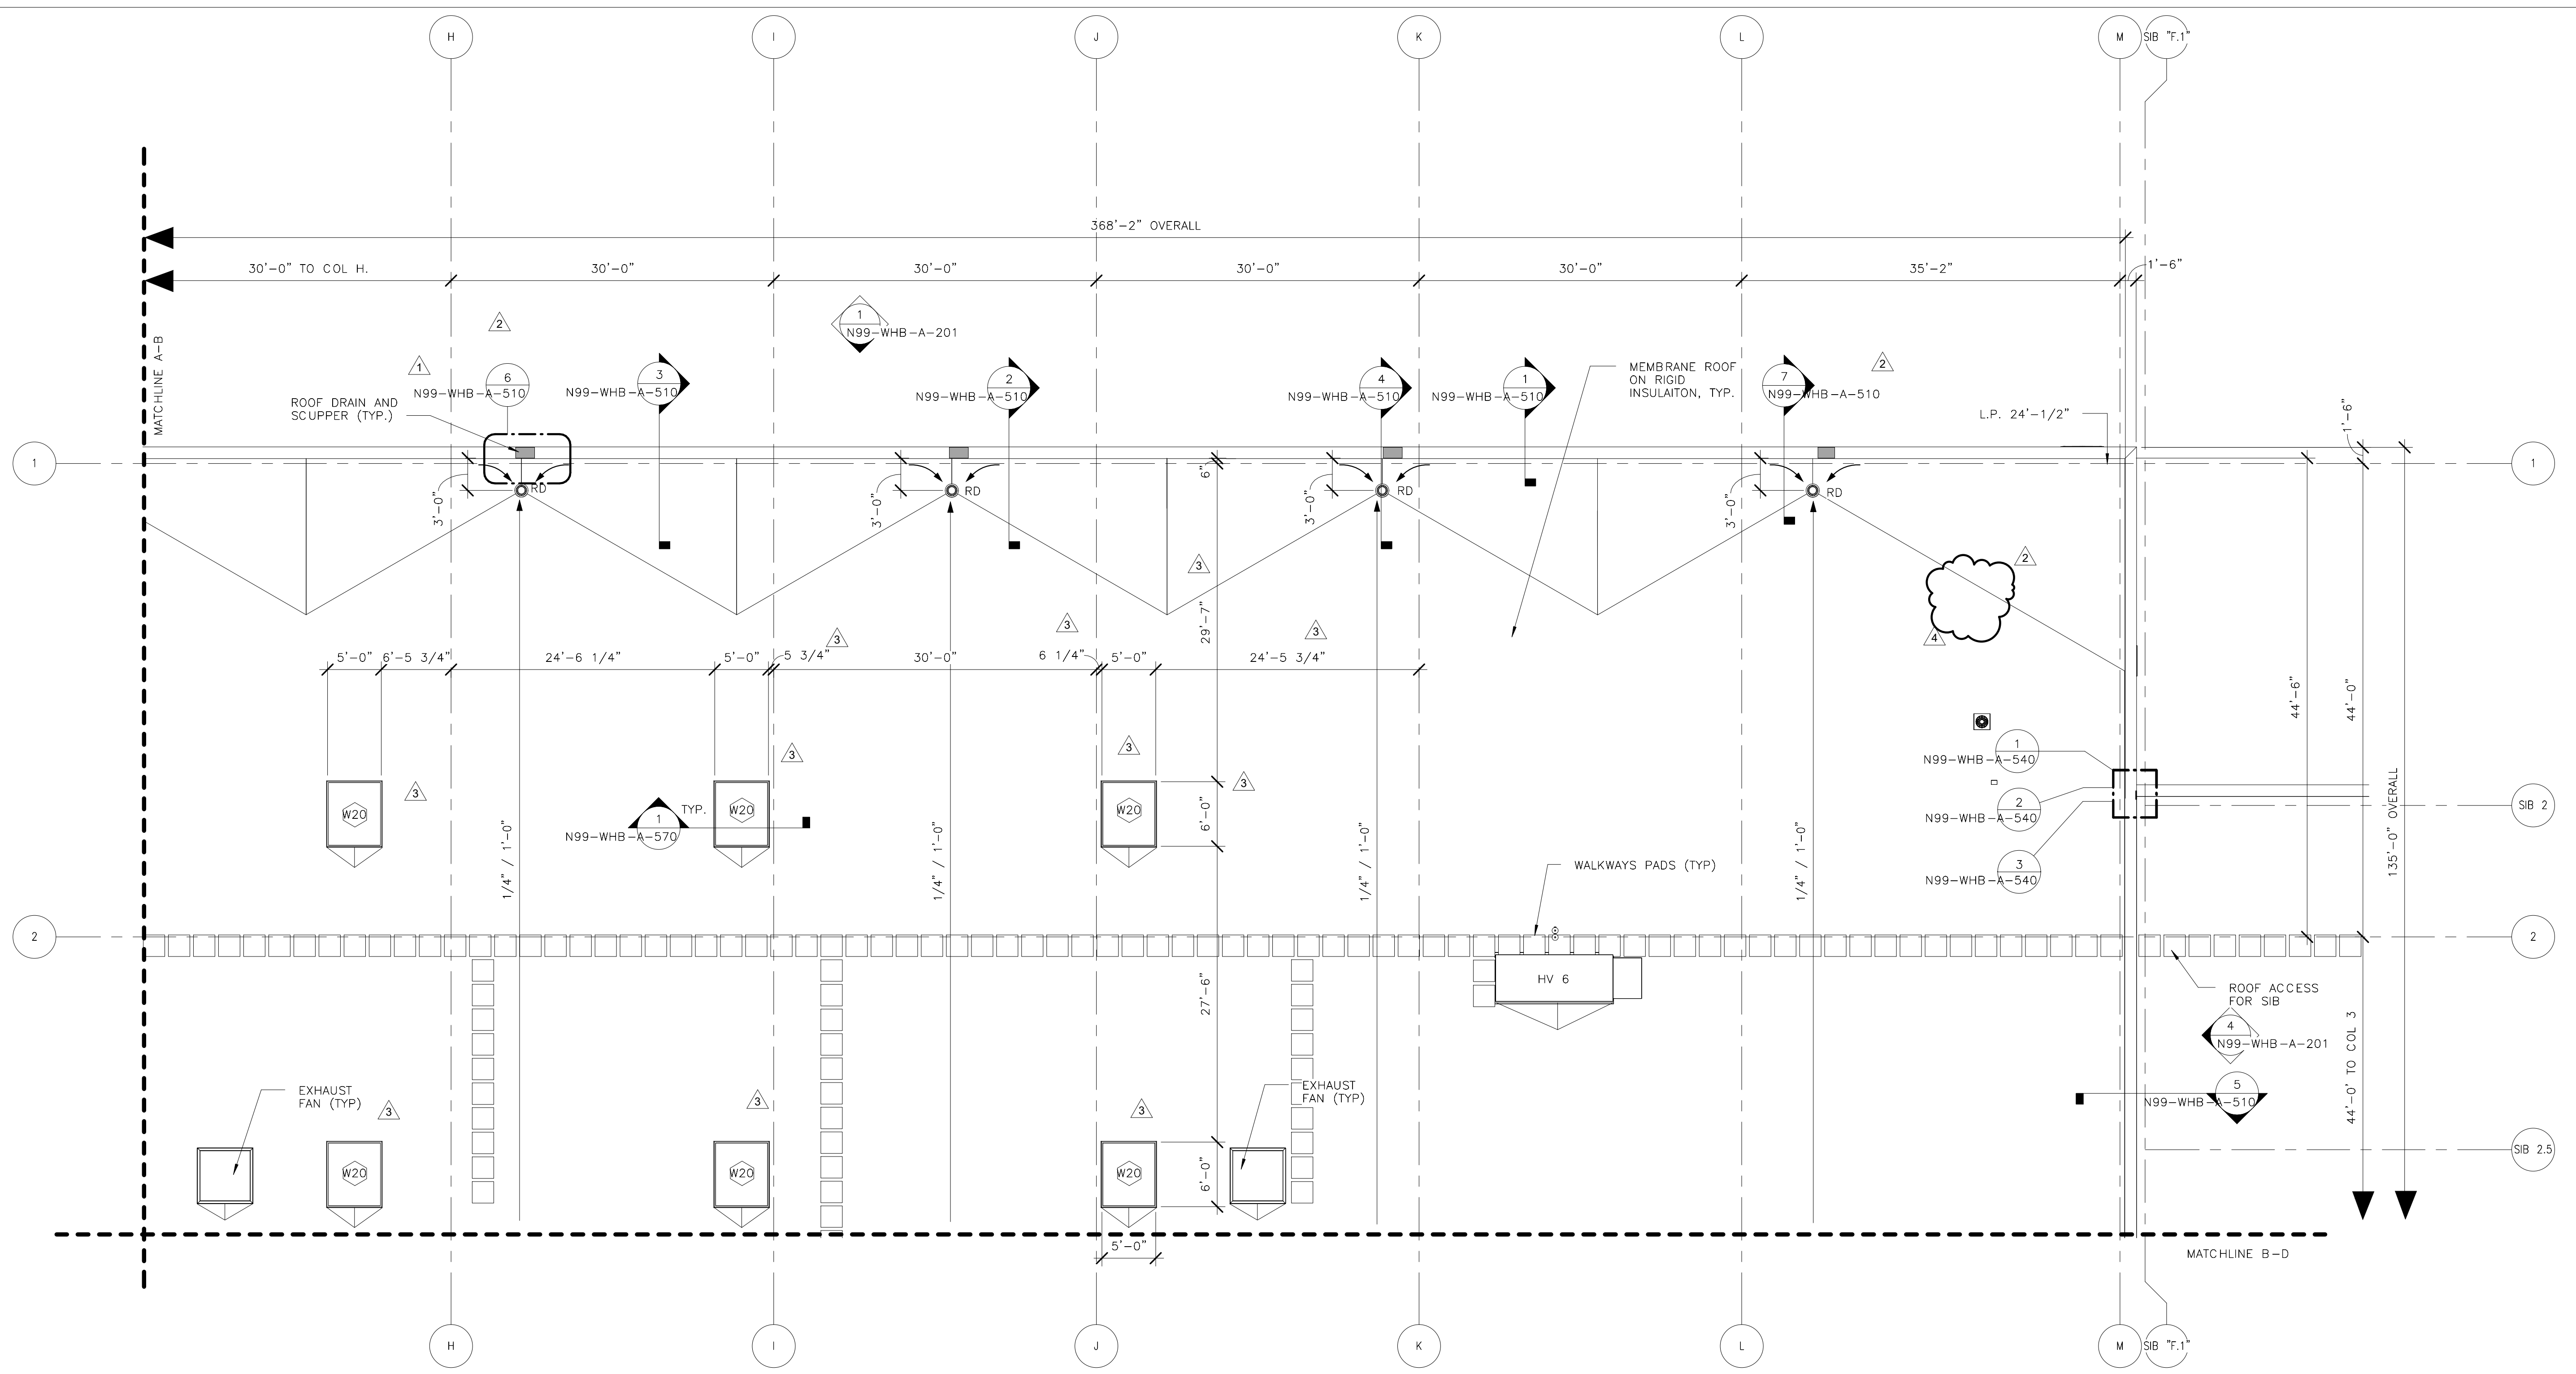 H
I
J
K
L
M
SIB "F.1"
368'-2" OVERALL
30'-0" TO COL H.
30'-0"
30'-0"
30'-0"
30'-0"
35'-2"
1'-6"
MATCHLINE A-B
2
1
N99-WHB-A-201
1
6
N99-WHB-A-510
3
N99-WHB-A-510
2
N99-WHB-A-510
4
N99-WHB-A-510
1
N99-WHB-A-510
7
N99-WHB-A-510
2
MEMBRANE ROOF
ON RIGID
INSULAITON, TYP.
ROOF DRAIN AND
SCUPPER (TYP.)
L.P. 24'-1/2"
1'-6"
1
1
RD
RD
RD
RD
3'-0"
3'-0"
6"
3'-0"
3'-0"
3
2
4
29'-7"
3
3
3
5'-0"
6'-5 3/4"
24'-6 1/4"
5'-0"
5 3/4"
30'-0"
6 1/4"
5'-0"
24'-5 3/4"
44'-6"
44'-0"
135'-0" OVERALL
3
3
3
3
W20
W20
W20
TYP.
1
N99-WHB-A-570
6'-0"
1
N99-WHB-A-540
2
N99-WHB-A-540
3
N99-WHB-A-540
SIB 2
1/4" / 1'-0"
1/4" / 1'-0"
1/4" / 1'-0"
1/4" / 1'-0"
WALKWAYS PADS (TYP)
2
2
HV 6
27'-6"
ROOF ACCESS
FOR SIB
4
N99-WHB-A-201
5
N99-WHB-A-510
44'-0' TO COL 3
EXHAUST
FAN (TYP)
EXHAUST
FAN (TYP)
3
3
3
W20
W20
W20
6'-0"
SIB 2.5
5'-0"
MATCHLINE B-D
H
I
J
K
L
M
SIB "F.1"